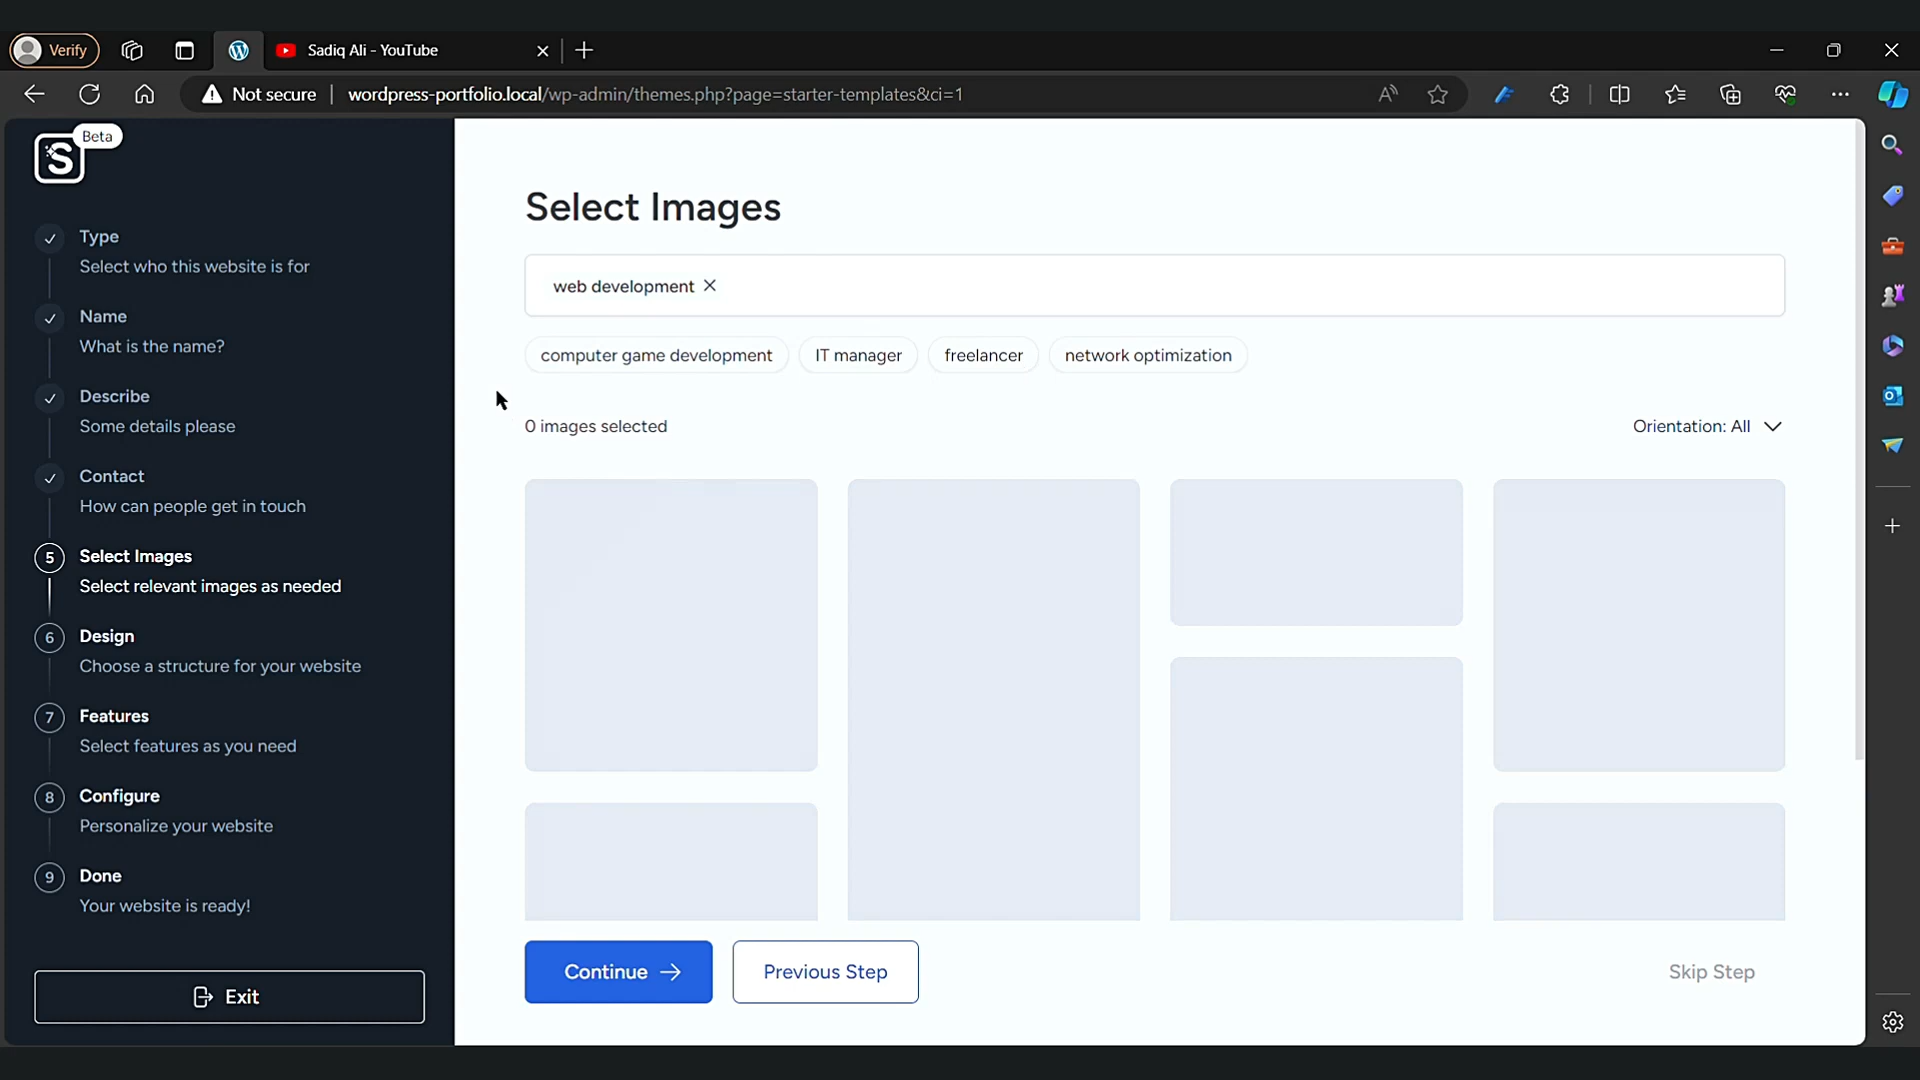 Verify
Sadiq Ali - YouTube
Not secure
wordpress-portfolio.local/wp-admin/themes.php?page=starter-templates&ci=1
Beta
S
Type
Select who this website is for
Name
What is the name?
Describe
Some details please
Contact
How can people get in touch
5
Select Images
Select relevant images as needed
6
Design
Choose a structure for your website
7
Features
Select features as you need
8
Configure
Personalize your website
9
Done
Your website is ready!
Exit
Select Images
web development
computer game development
IT manager
freelancer
network optimization
0 images selected
Orientation: All
Continue
Previous Step
Skip Step